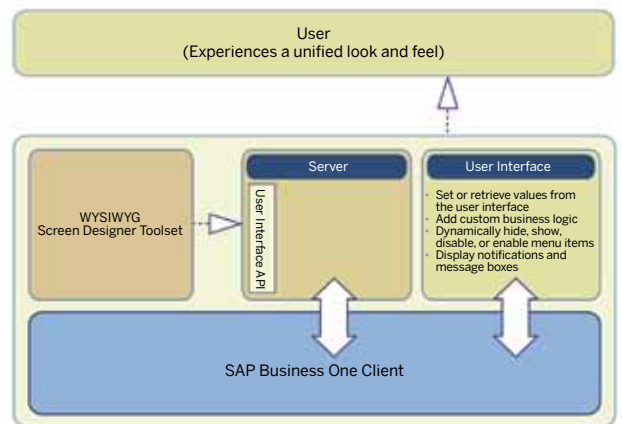 User
(Experiences a unified look and feel)
WYSIWYG
Screen Designer Toolset
Server
User Interface API
User Interface
• Set or retrieve values from
the user interface
• Add custom business logic
• Dynamically hide, show,
disable, or enable menu items
• Display notifications and
message boxes
SAP Business One Client